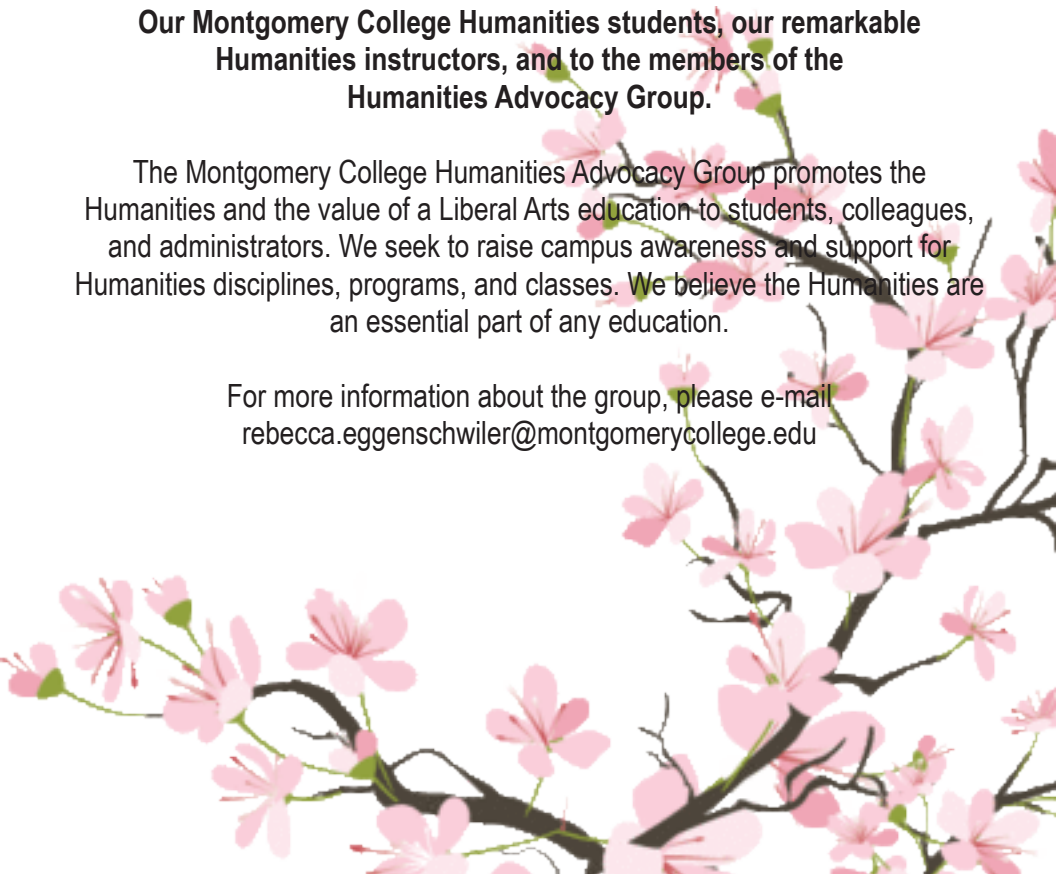 Our Montgomery College Humanities students, our remarkable
Humanities instructors, and to the members of the
Humanities Advocacy Group.
The Montgomery College Humanities Advocacy Group promotes the
Humanities and the value of a Liberal Arts education to students, colleagues,
and administrators. We seek to raise campus awareness and support for
Humanities disciplines, programs, and classes. We believe the Humanities are
an essential part of any education.
For more information about the group, please e-mail
rebecca.eggenschwiler@montgomerycollege.edu